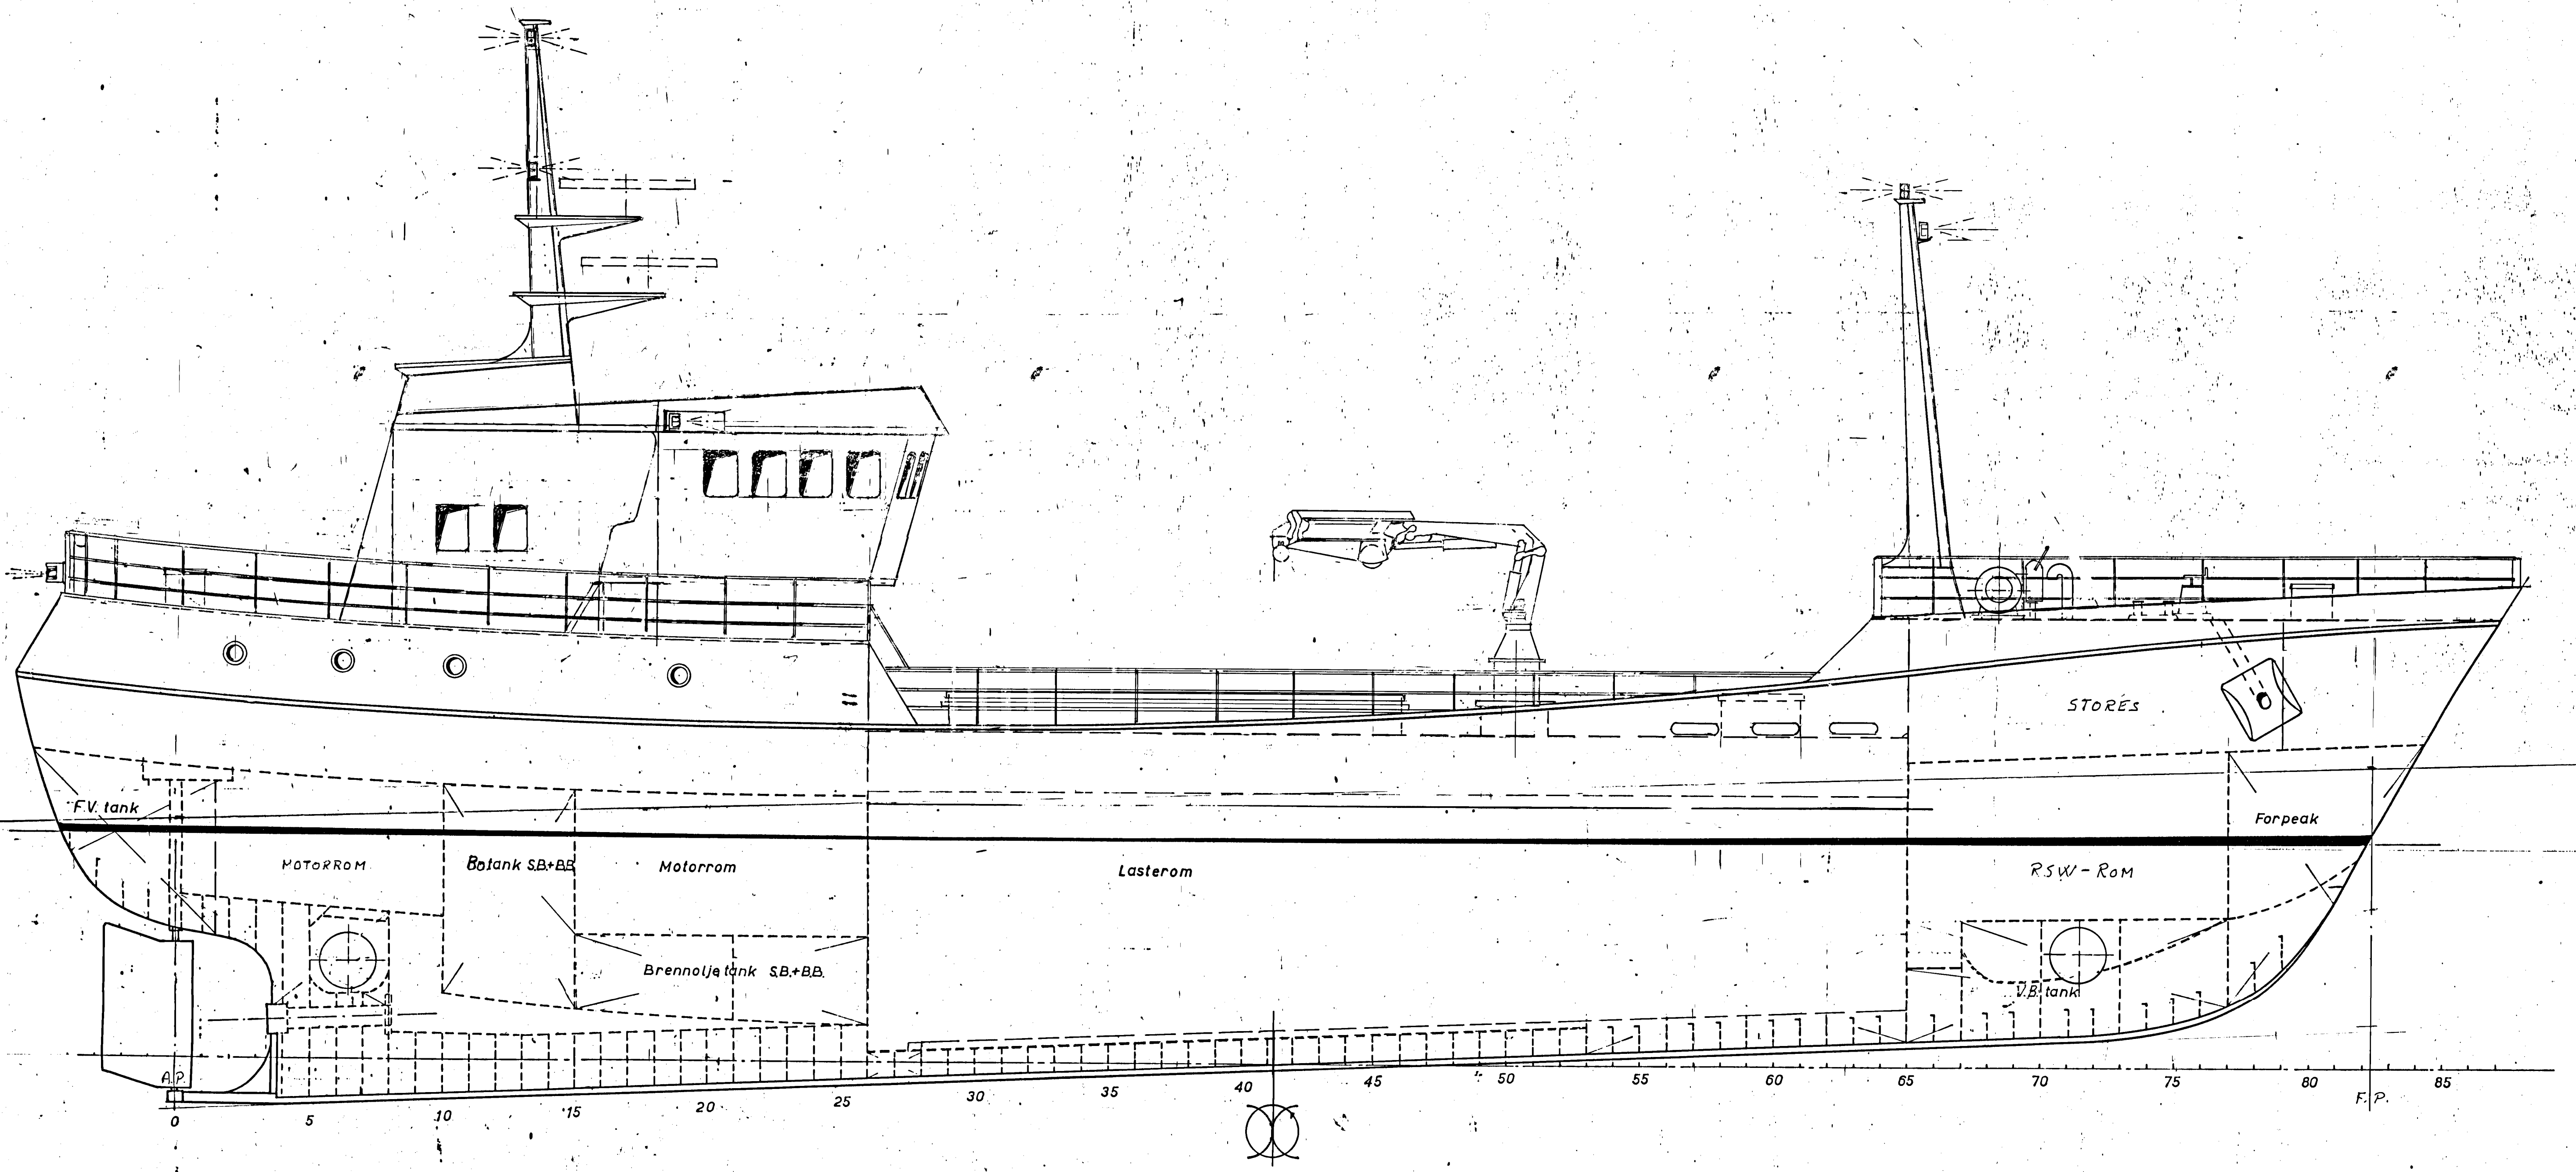 STORES
F.V. tank
Forpeak
MOTORROM
Botank S.B.+B.B
Motorrom
Lasterom
R.S.W - ROM
Brennolje tank S.B.+B.B.
V.B. tank
A.P.
0 5 10 15 20 25 30 35 40 45 50 55 60 65 70 75 80 85
F.P.